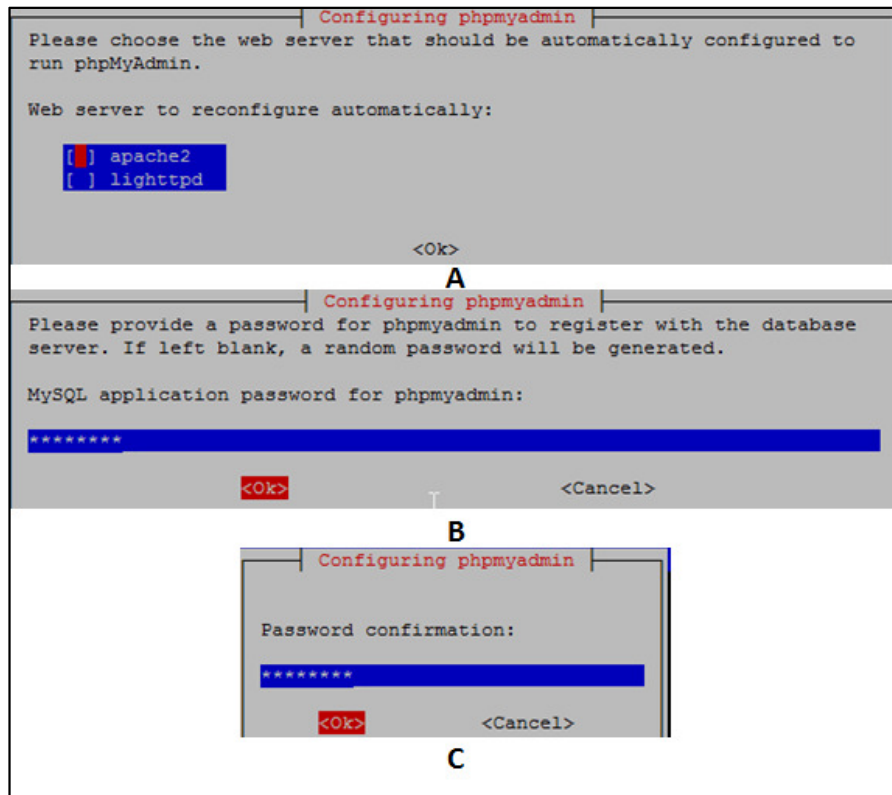 Configuring phpmyadmin
Please choose the web server that should be automatically configured to
run phpMyAdmin.
Web server to reconfigure automatically:
[ ] apache2
[ ] lighttpd
<Ok>
A
Configuring phpmyadmin
Please provide a password for phpmyadmin to register with the database
server. If left blank, a random password will be generated.
MySQL application password for phpmyadmin:
********
<Ok> <Cancel>
B
Configuring phpmyadmin
Password confirmation:
********
<Ok> <Cancel>
C